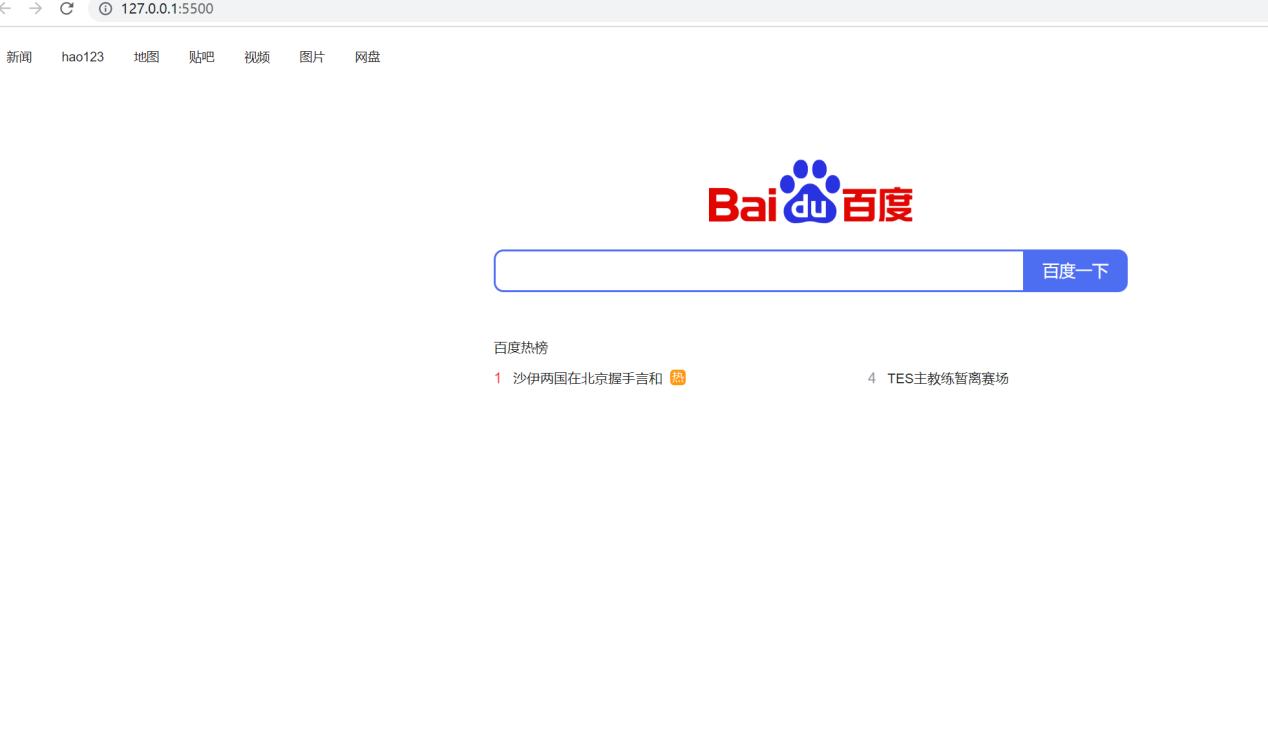 127.0.0.1:5500
新闻 hao123 地图 贴吧 视频 图片 网盘
Bai du 百度
百度一下
百度热榜
1 沙伊两国在北京握手言和 热 4 TES主教练暂离赛场